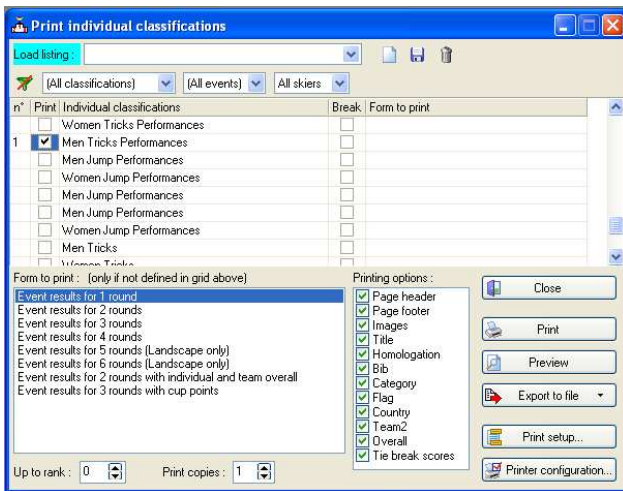 Print individual classifications
Load listing :
(All classifications) (All events) All skiers
n° Print Individual classifications Break Form to print
Women Tricks Performances
1 Men Tricks Performances
Men Jump Performances
Women Jump Performances
Men Jump Performances
Men Jump Performances
Women Jump Performances
Men Tricks
Women Tricks
Form to print : (only if not defined in grid above)
Event results for 1 round
Event results for 2 rounds
Event results for 3 rounds
Event results for 4 rounds
Event results for 5 rounds (Landscape only)
Event results for 6 rounds (Landscape only)
Event results for 2 rounds with individual and team overall
Event results for 3 rounds with cup points
Up to rank : 0 Print copies : 1
Printing options :
Page header
Page footer
Images
Title
Homologation
Bib
Category
Flag
Country
Team2
Overall
Tie break scores
Close
Print
Preview
Export to file
Print setup...
Printer configuration...